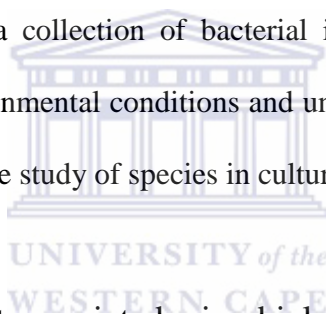 a collection of bacterial i
nmental conditions and un
e study of species in cultur
UNIVERSITY of the
WESTERN CAPE